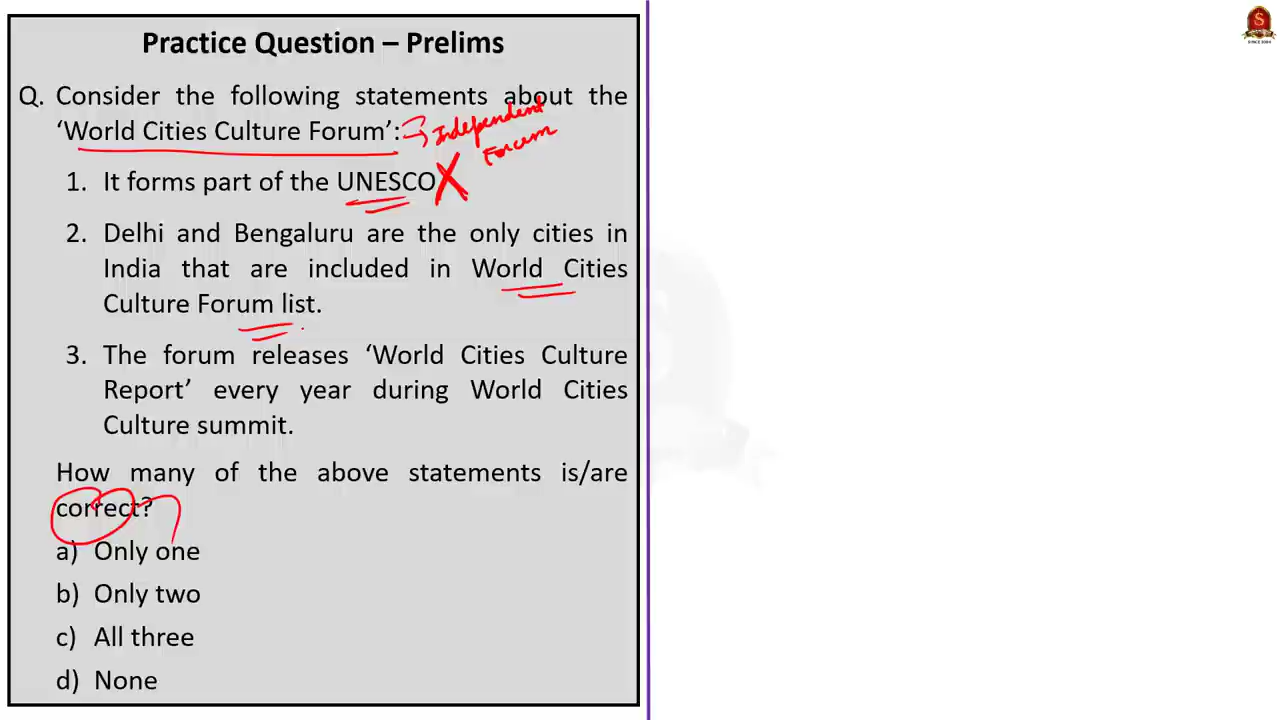 Practice Question – Prelims
Q. Consider the following statements about the
‘World Cities Culture Forum’:
Independent
Forum
1. It forms part of the UNESCO
2. Delhi and Bengaluru are the only cities in
India that are included in World Cities
Culture Forum list.
3. The forum releases ‘World Cities Culture
Report’ every year during World Cities
Culture summit.
How many of the above statements is/are
correct?
a) Only one
b) Only two
c) All three
d) None
S
SINCE 2004